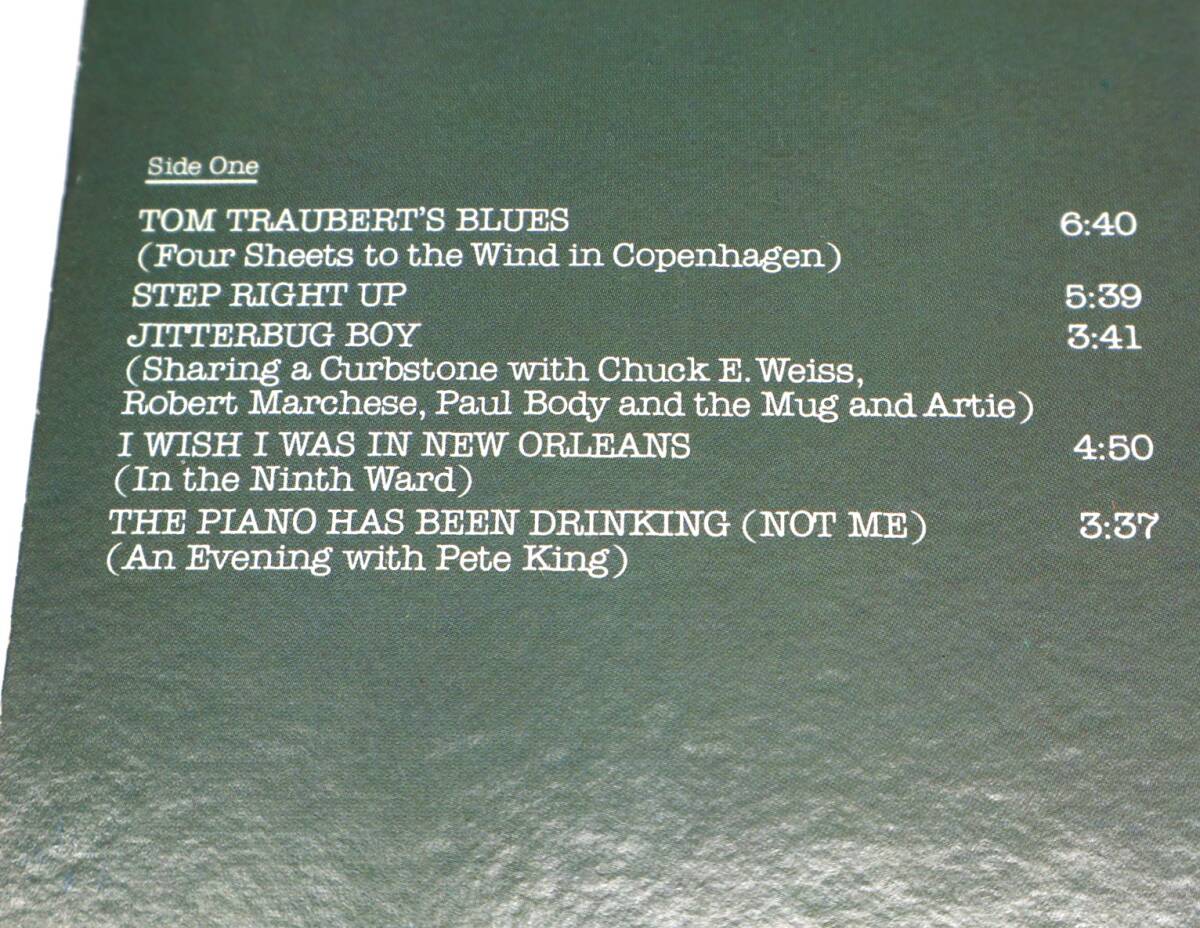 Side One
TOM TRAUBERT'S BLUES 6:40
(Four Sheets to the Wind in Copenhagen)
STEP RIGHT UP 5:39
JITTERBUG BOY 3:41
(Sharing a Curbstone with Chuck E. Weiss,
Robert Marchese, Paul Body and the Mug and Artie)
I WISH I WAS IN NEW ORLEANS 4:50
(In the Ninth Ward)
THE PIANO HAS BEEN DRINKING (NOT ME) 3:37
(An Evening with Pete King)